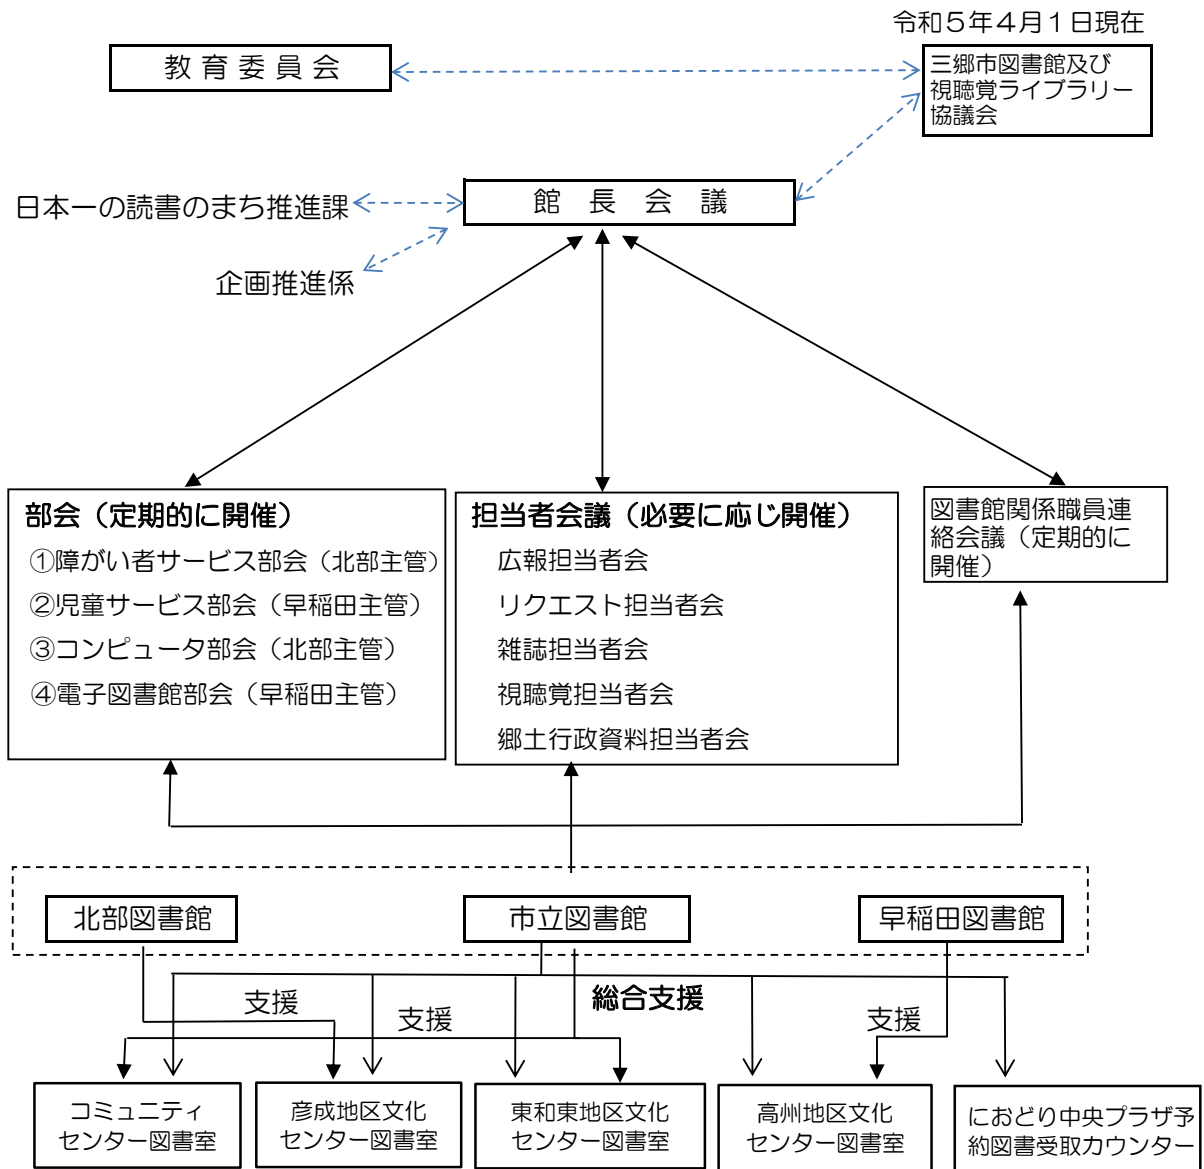 令和5年4月1日現在
教育委員会
三郷市図書館及び
視聴覚ライブラリー
協議会
館長会議
日本一の読書のまち推進課
企画推進係
部会（定期的に開催）
①障がい者サービス部会（北部主管）
②児童サービス部会（早稲田主管）
③コンピュータ部会（北部主管）
④電子図書館部会（早稲田主管）
担当者会議（必要に応じ開催）
広報担当者会
リクエスト担当者会
雑誌担当者会
視聴覚担当者会
郷土行政資料担当者会
図書館関係職員連
絡会議（定期的に
開催）
北部図書館
市立図書館
早稲田図書館
支援
支援
総合支援
支援
コミュニティ
センター図書室
彦成地区文化
センター図書室
東和東地区文化
センター図書室
高州地区文化
センター図書室
におどり中央プラザ予
約図書受取カウンター